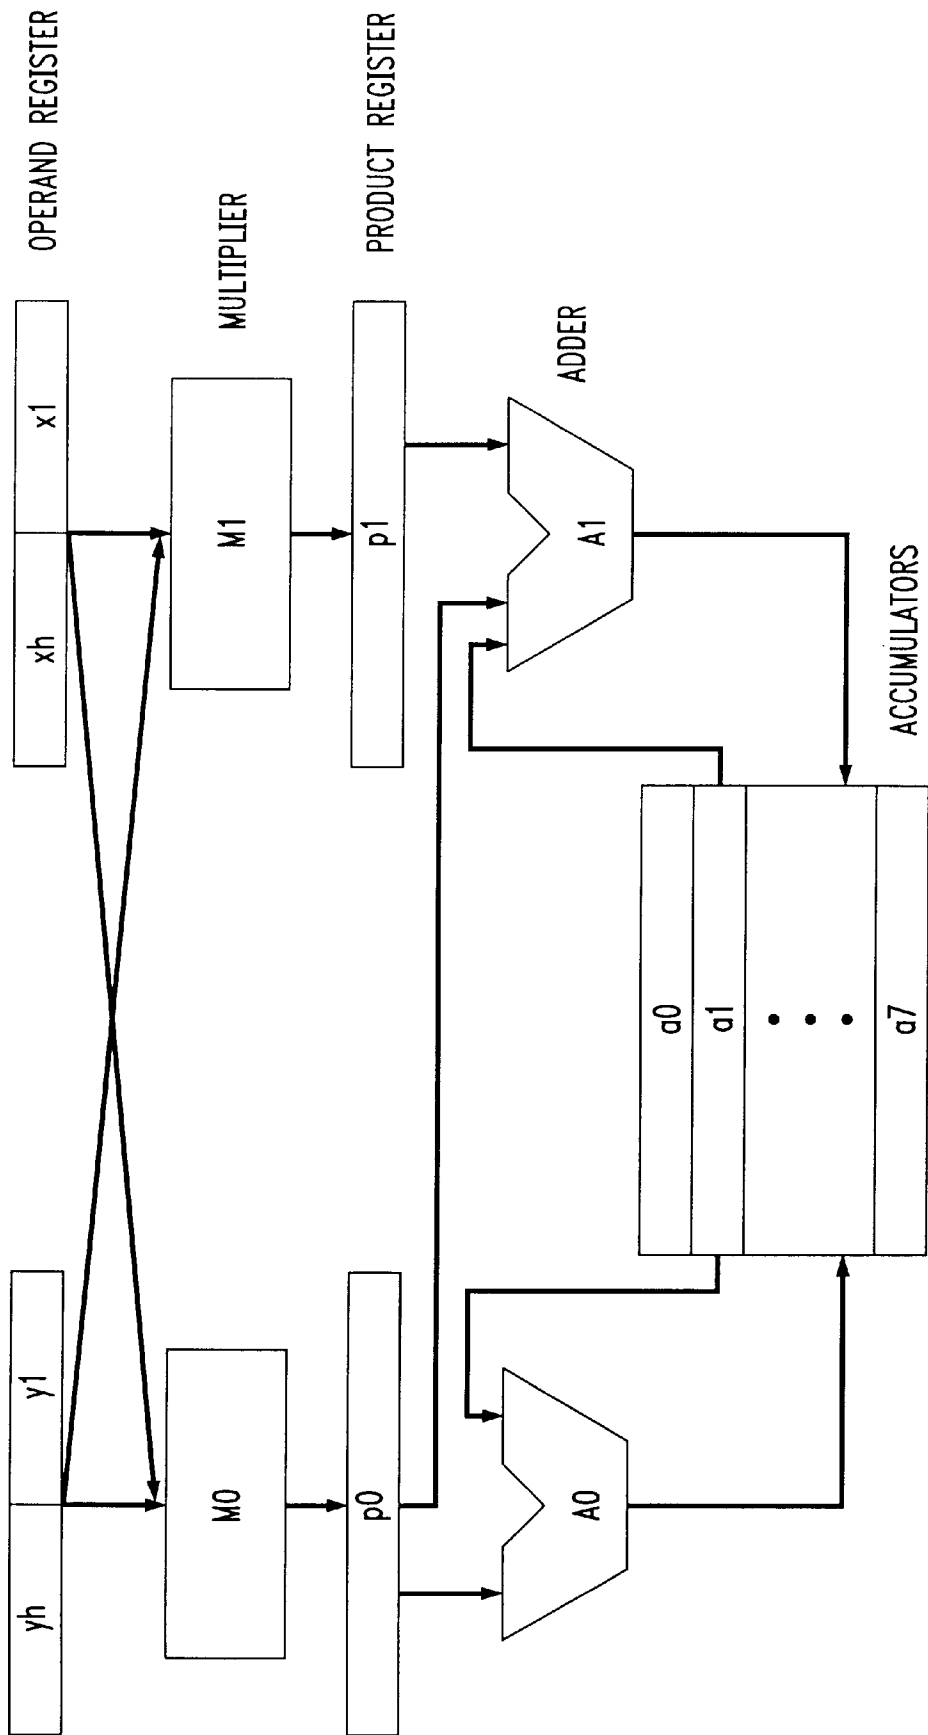 yh y1 xh x1 OPERAND REGISTER
M0 M1 MULTIPLIER
p0 p1 PRODUCT REGISTER
A0 A1 ADDER
a0
a1
a7
ACCUMULATORS